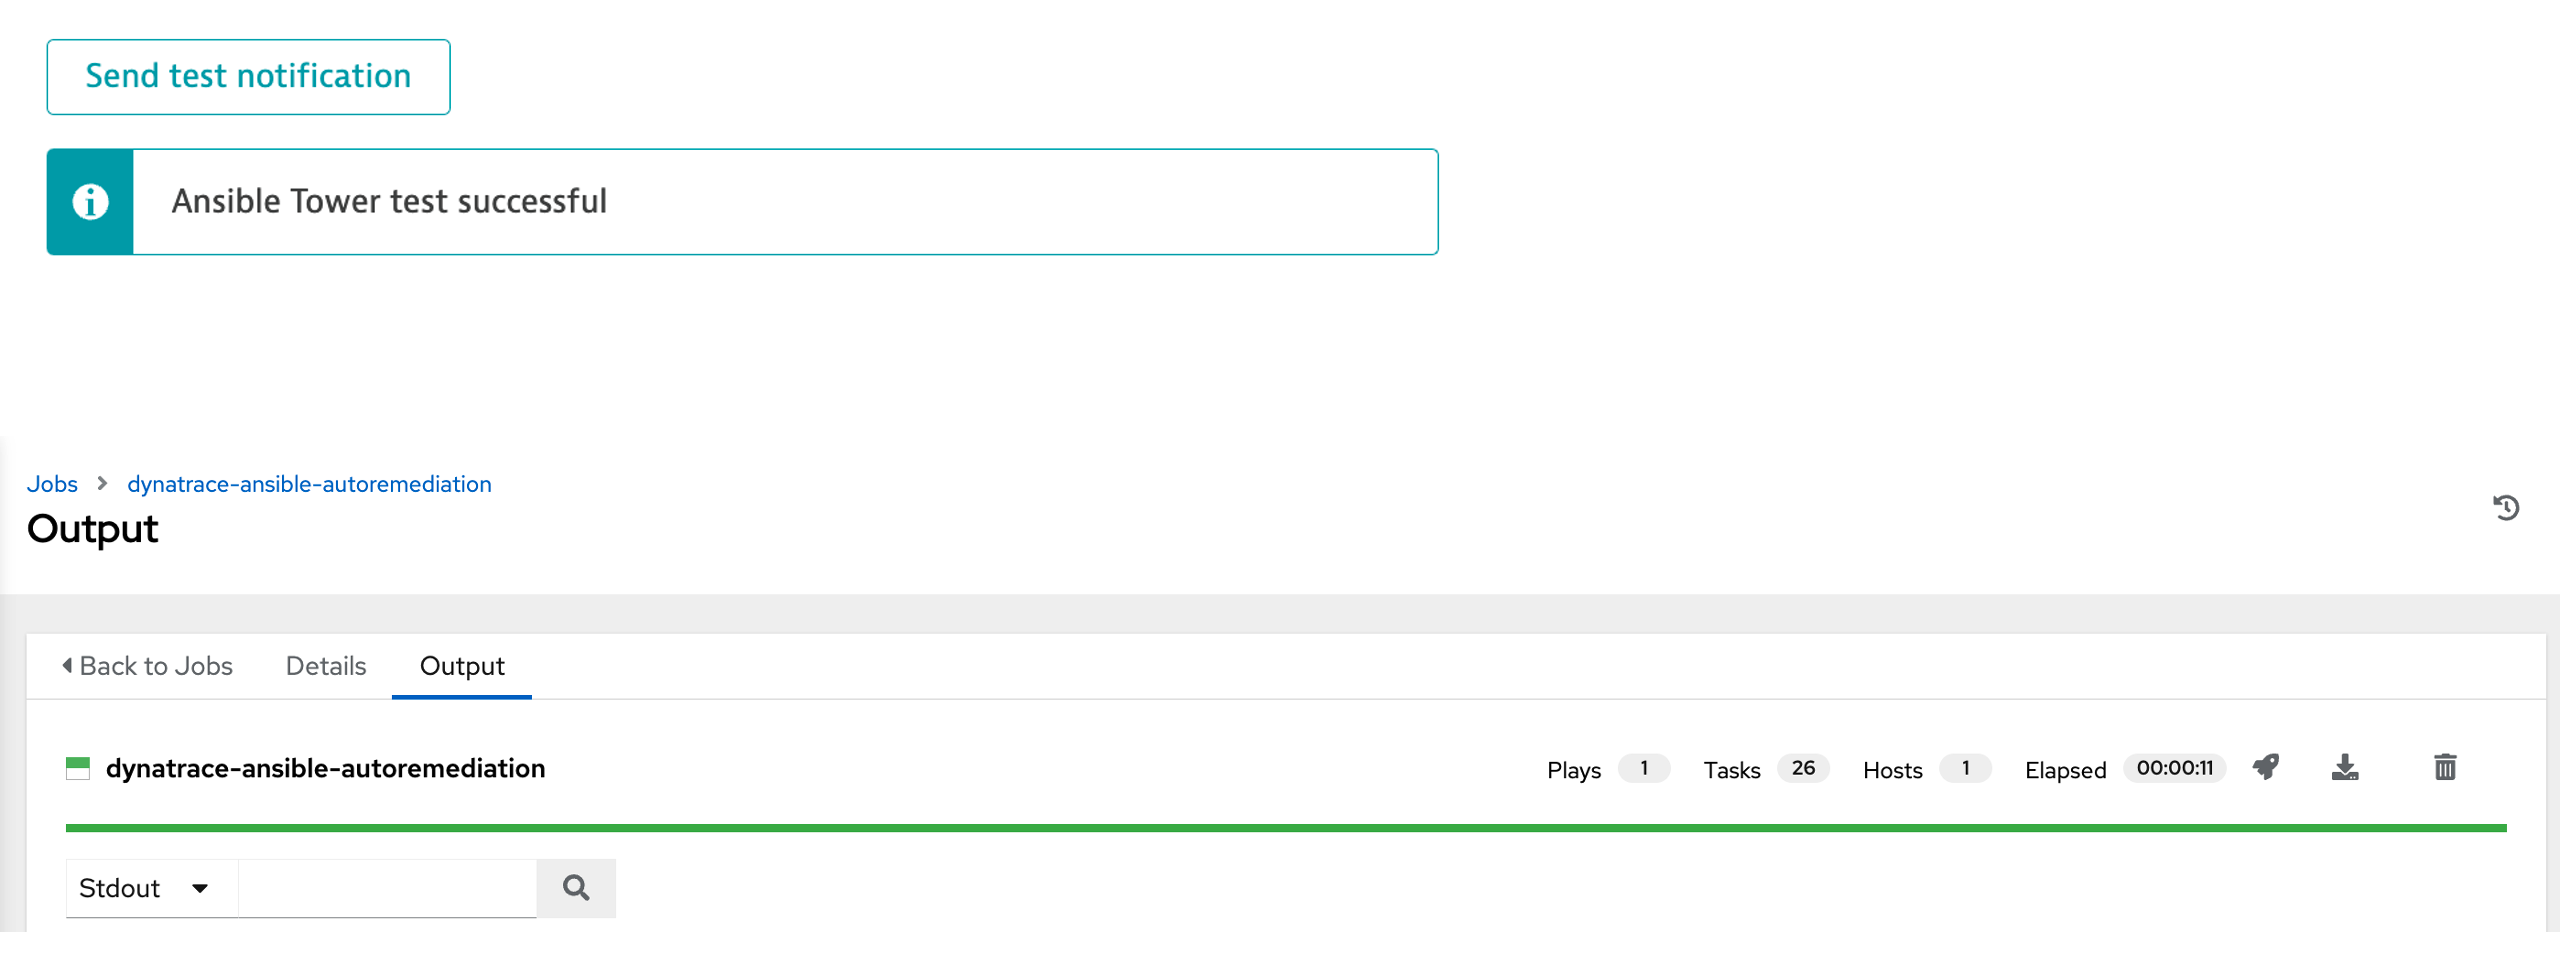 Send test notification
Ansible Tower test successful
Jobs > dynatrace-ansible-autoremediation
Output
Back to Jobs Details Output
dynatrace-ansible-autoremediation Plays 1 Tasks 26 Hosts 1 Elapsed 00:00:11
Stdout